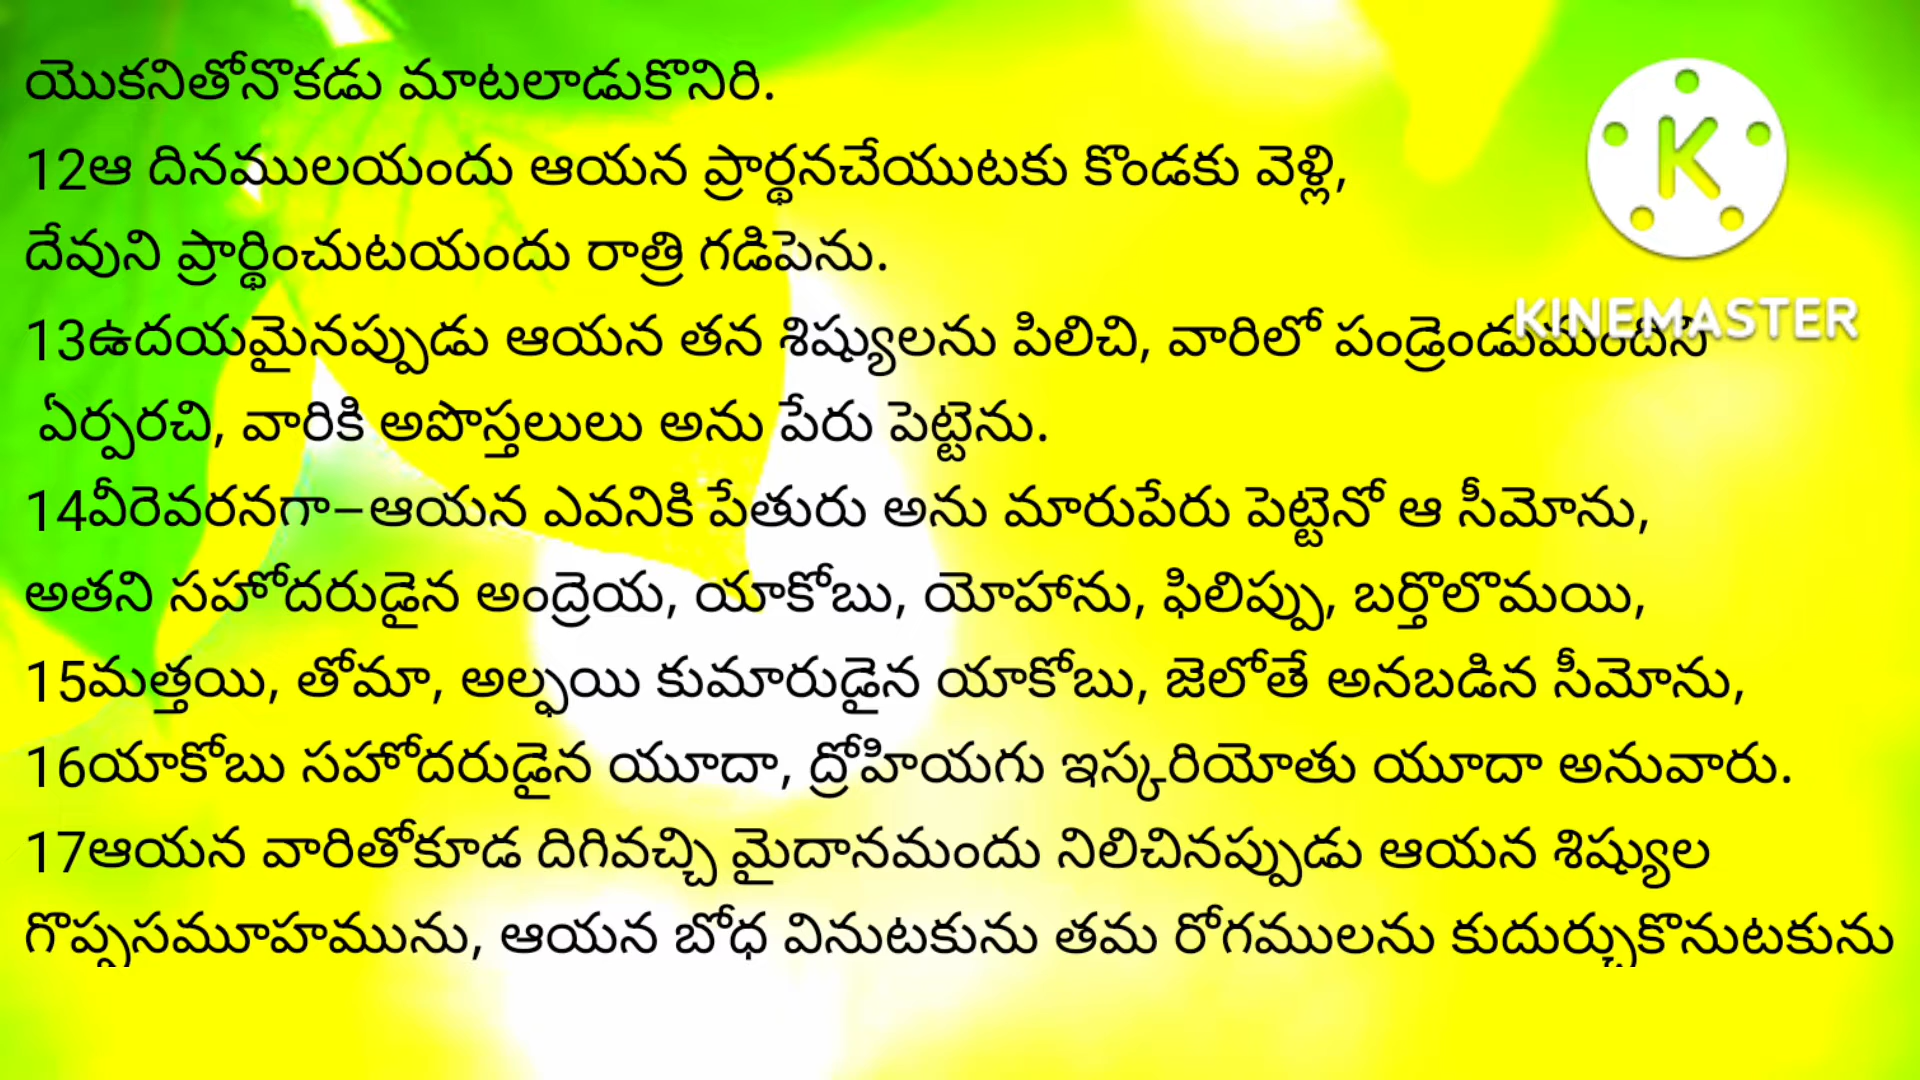 యొకనితోనొకడు మాటలాడుకొనిరి.
12ఆ దినములయందు ఆయన ప్రార్థనచేయుటకు కొండకు వెళ్లి,
దేవుని ప్రార్థించుటయందు రాత్రి గడిపెను.
13ఉదయమైనప్పుడు ఆయన తన శిష్యులను పిలిచి, వారిలో పండ్రెండుమందిని
KINEMASTER
ఏర్పరచి, వారికి అపొస్తలులు అను పేరు పెట్టెను.
14వీరెవరనగా–ఆయన ఎవనికి పేతురు అను మారుపేరు పెట్టెనో ఆ సీమోను,
అతని సహోదరుడైన అంద్రెయ, యాకోబు, యోహాను, ఫిలిప్పు, బర్తొలొమయి,
15మత్తయి, తోమా, అల్ఫయి కుమారుడైన యాకోబు, జెలోతే అనబడిన సీమోను,
16యాకోబు సహోదరుడైన యూదా, ద్రోహియగు ఇస్కరియోతు యూదా అనువారు.
17ఆయన వారితోకూడ దిగివచ్చి మైదానమందు నిలిచినప్పుడు ఆయన శిష్యుల
గొప్పసమూహమును, ఆయన బోధ వినుటకును తమ రోగములను కుదుర్చుకొనుటకును